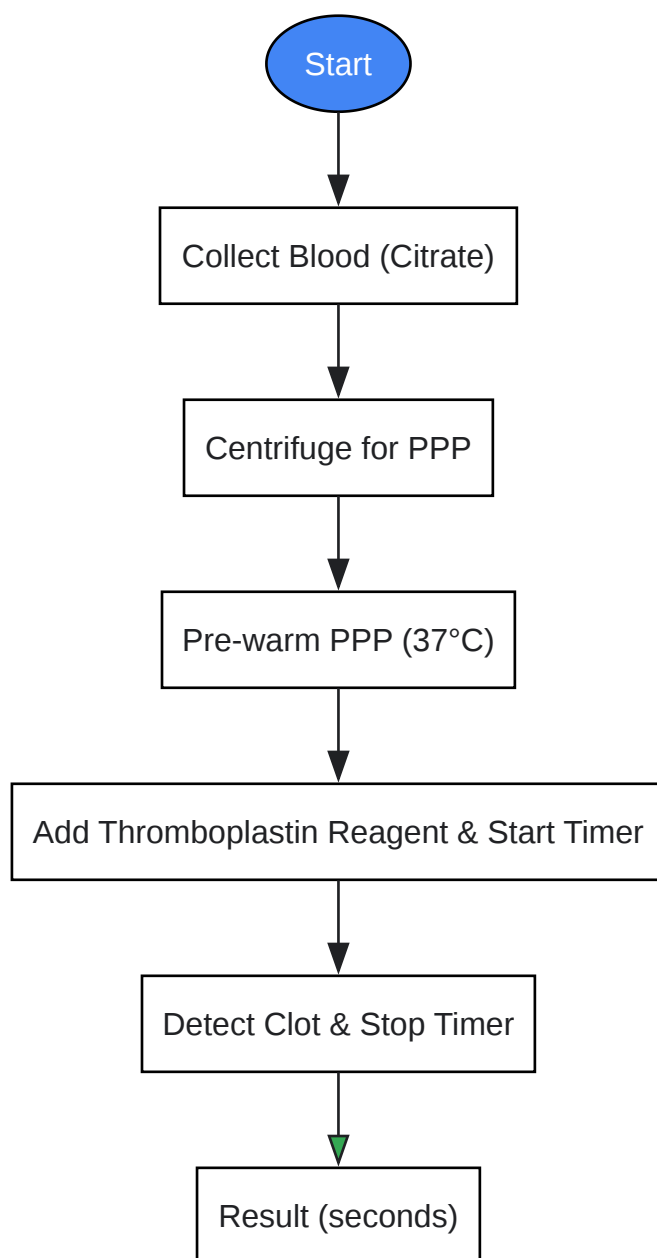 Start
Collect Blood (Citrate)
Centrifuge for PPP
Pre-warm PPP (37°C)
Add Thromboplastin Reagent & Start Timer
Detect Clot & Stop Timer
Result (seconds)